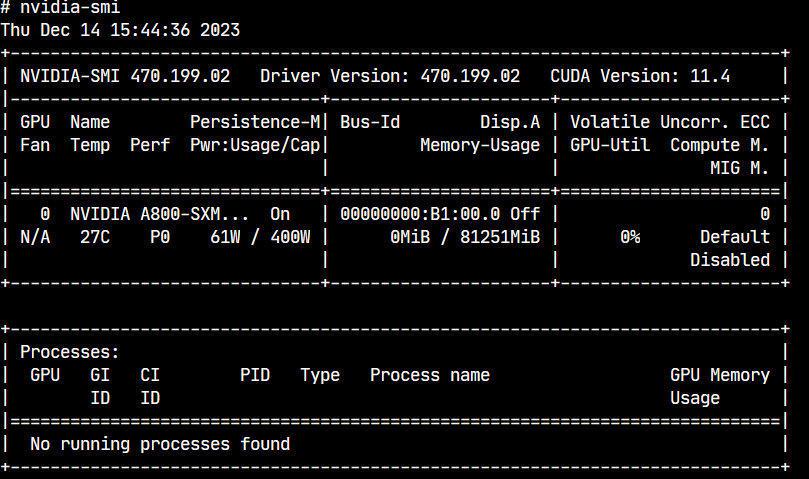 # nvidia-smi
Thu Dec 14 15:44:36 2023
+-----------------------------------------------------------------------------+
| NVIDIA-SMI 470.199.02   Driver Version: 470.199.02   CUDA Version: 11.4     |
|-------------------------------+----------------------+----------------------+
| GPU  Name        Persistence-M| Bus-Id        Disp.A | Volatile Uncorr. ECC |
| Fan  Temp  Perf  Pwr:Usage/Cap|         Memory-Usage | GPU-Util  Compute M. |
|                               |                      |               MIG M. |
|===============================+======================+======================|
|   0  NVIDIA A800-SXM...  On   | 00000000:B1:00.0 Off |                    0 |
| N/A   27C    P0    61W / 400W |      0MiB / 81251MiB |      0%      Default |
|                               |                      |             Disabled |
+-------------------------------+----------------------+----------------------+

+-----------------------------------------------------------------------------+
| Processes:                                                                  |
|  GPU   GI   CI        PID   Type   Process name                  GPU Memory |
|        ID   ID                                                   Usage      |
|=============================================================================|
|  No running processes found                                                 |
+-----------------------------------------------------------------------------+